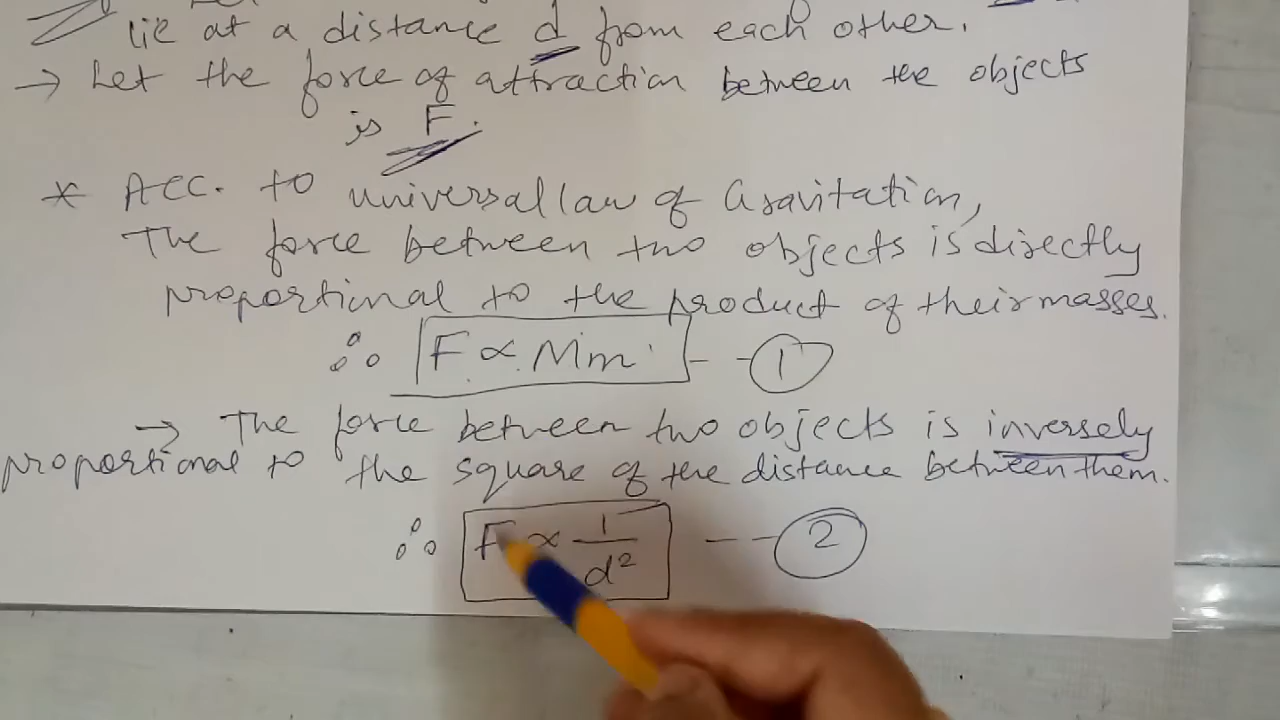 lie at a distance d from each other.
→ Let the force of attraction between the objects
is F.
* Acc. to universal law of Gravitation,
The force between two objects is directly
proportional to the product of their masses.
∴ F ∝ Mm -- 1
→ The force between two objects is inversely
proportional to the square of the distance between them.
∴ F ∝ 1/d² --- 2